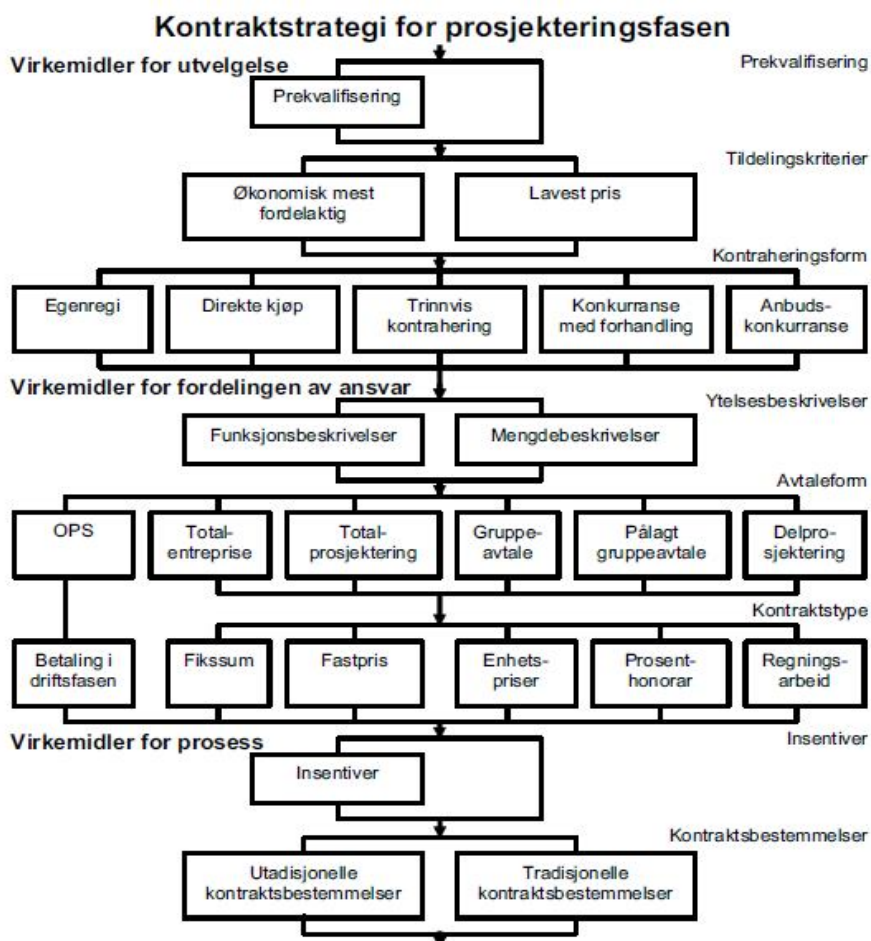 Kontraktstrategi for prosjekteringsfasen
Virkemidler for utvelgelse
Prekvalifisering
Prekvalifisering
Tildelingskriterier
Økonomisk mest
fordelaktig
Lavest pris
Kontraheringsform
Egenregi
Direkte kjøp
Trinnvis
kontrahering
Konkurranse
med forhandling
Anbuds-
konkurranse
Virkemidler for fordelingen av ansvar
Ytelsesbeskrivelser
Funksjonsbeskrivelser
Mengdebeskrivelser
Avtaleform
OPS
Total-
entreprise
Total-
prosjektering
Gruppe-
avtale
Pålagt
gruppeavtale
Delpro-
sjektering
Kontraktstype
Betaling i
driftsfasen
Fikssum
Fastpris
Enhets-
priser
Prosent-
honorar
Regnings-
arbeid
Virkemidler for prosess
Insentiver
Insentiver
Kontraktsbestemmelser
Utadisjonelle
kontraktsbestemmelser
Tradisjonelle
kontraktsbestemmelser